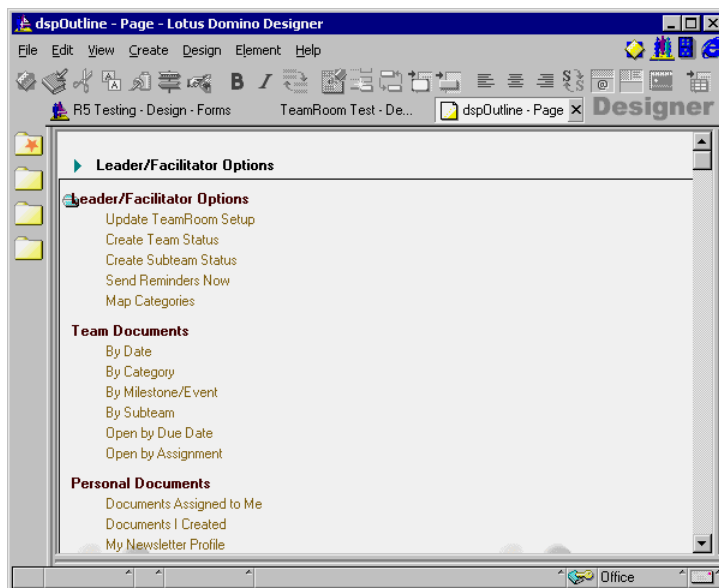 dspOutline - Page - Lotus Domino Designer
File Edit View Create Design Element Help
R5 Testing - Design - Forms TeamRoom Test - De... dspOutline - Page Designer
Leader/Facilitator Options
Leader/Facilitator Options
Update TeamRoom Setup
Create Team Status
Create Subteam Status
Send Reminders Now
Map Categories
Team Documents
By Date
By Category
By Milestone/Event
By Subteam
Open by Due Date
Open by Assignment
Personal Documents
Documents Assigned to Me
Documents I Created
My Newsletter Profile
Office